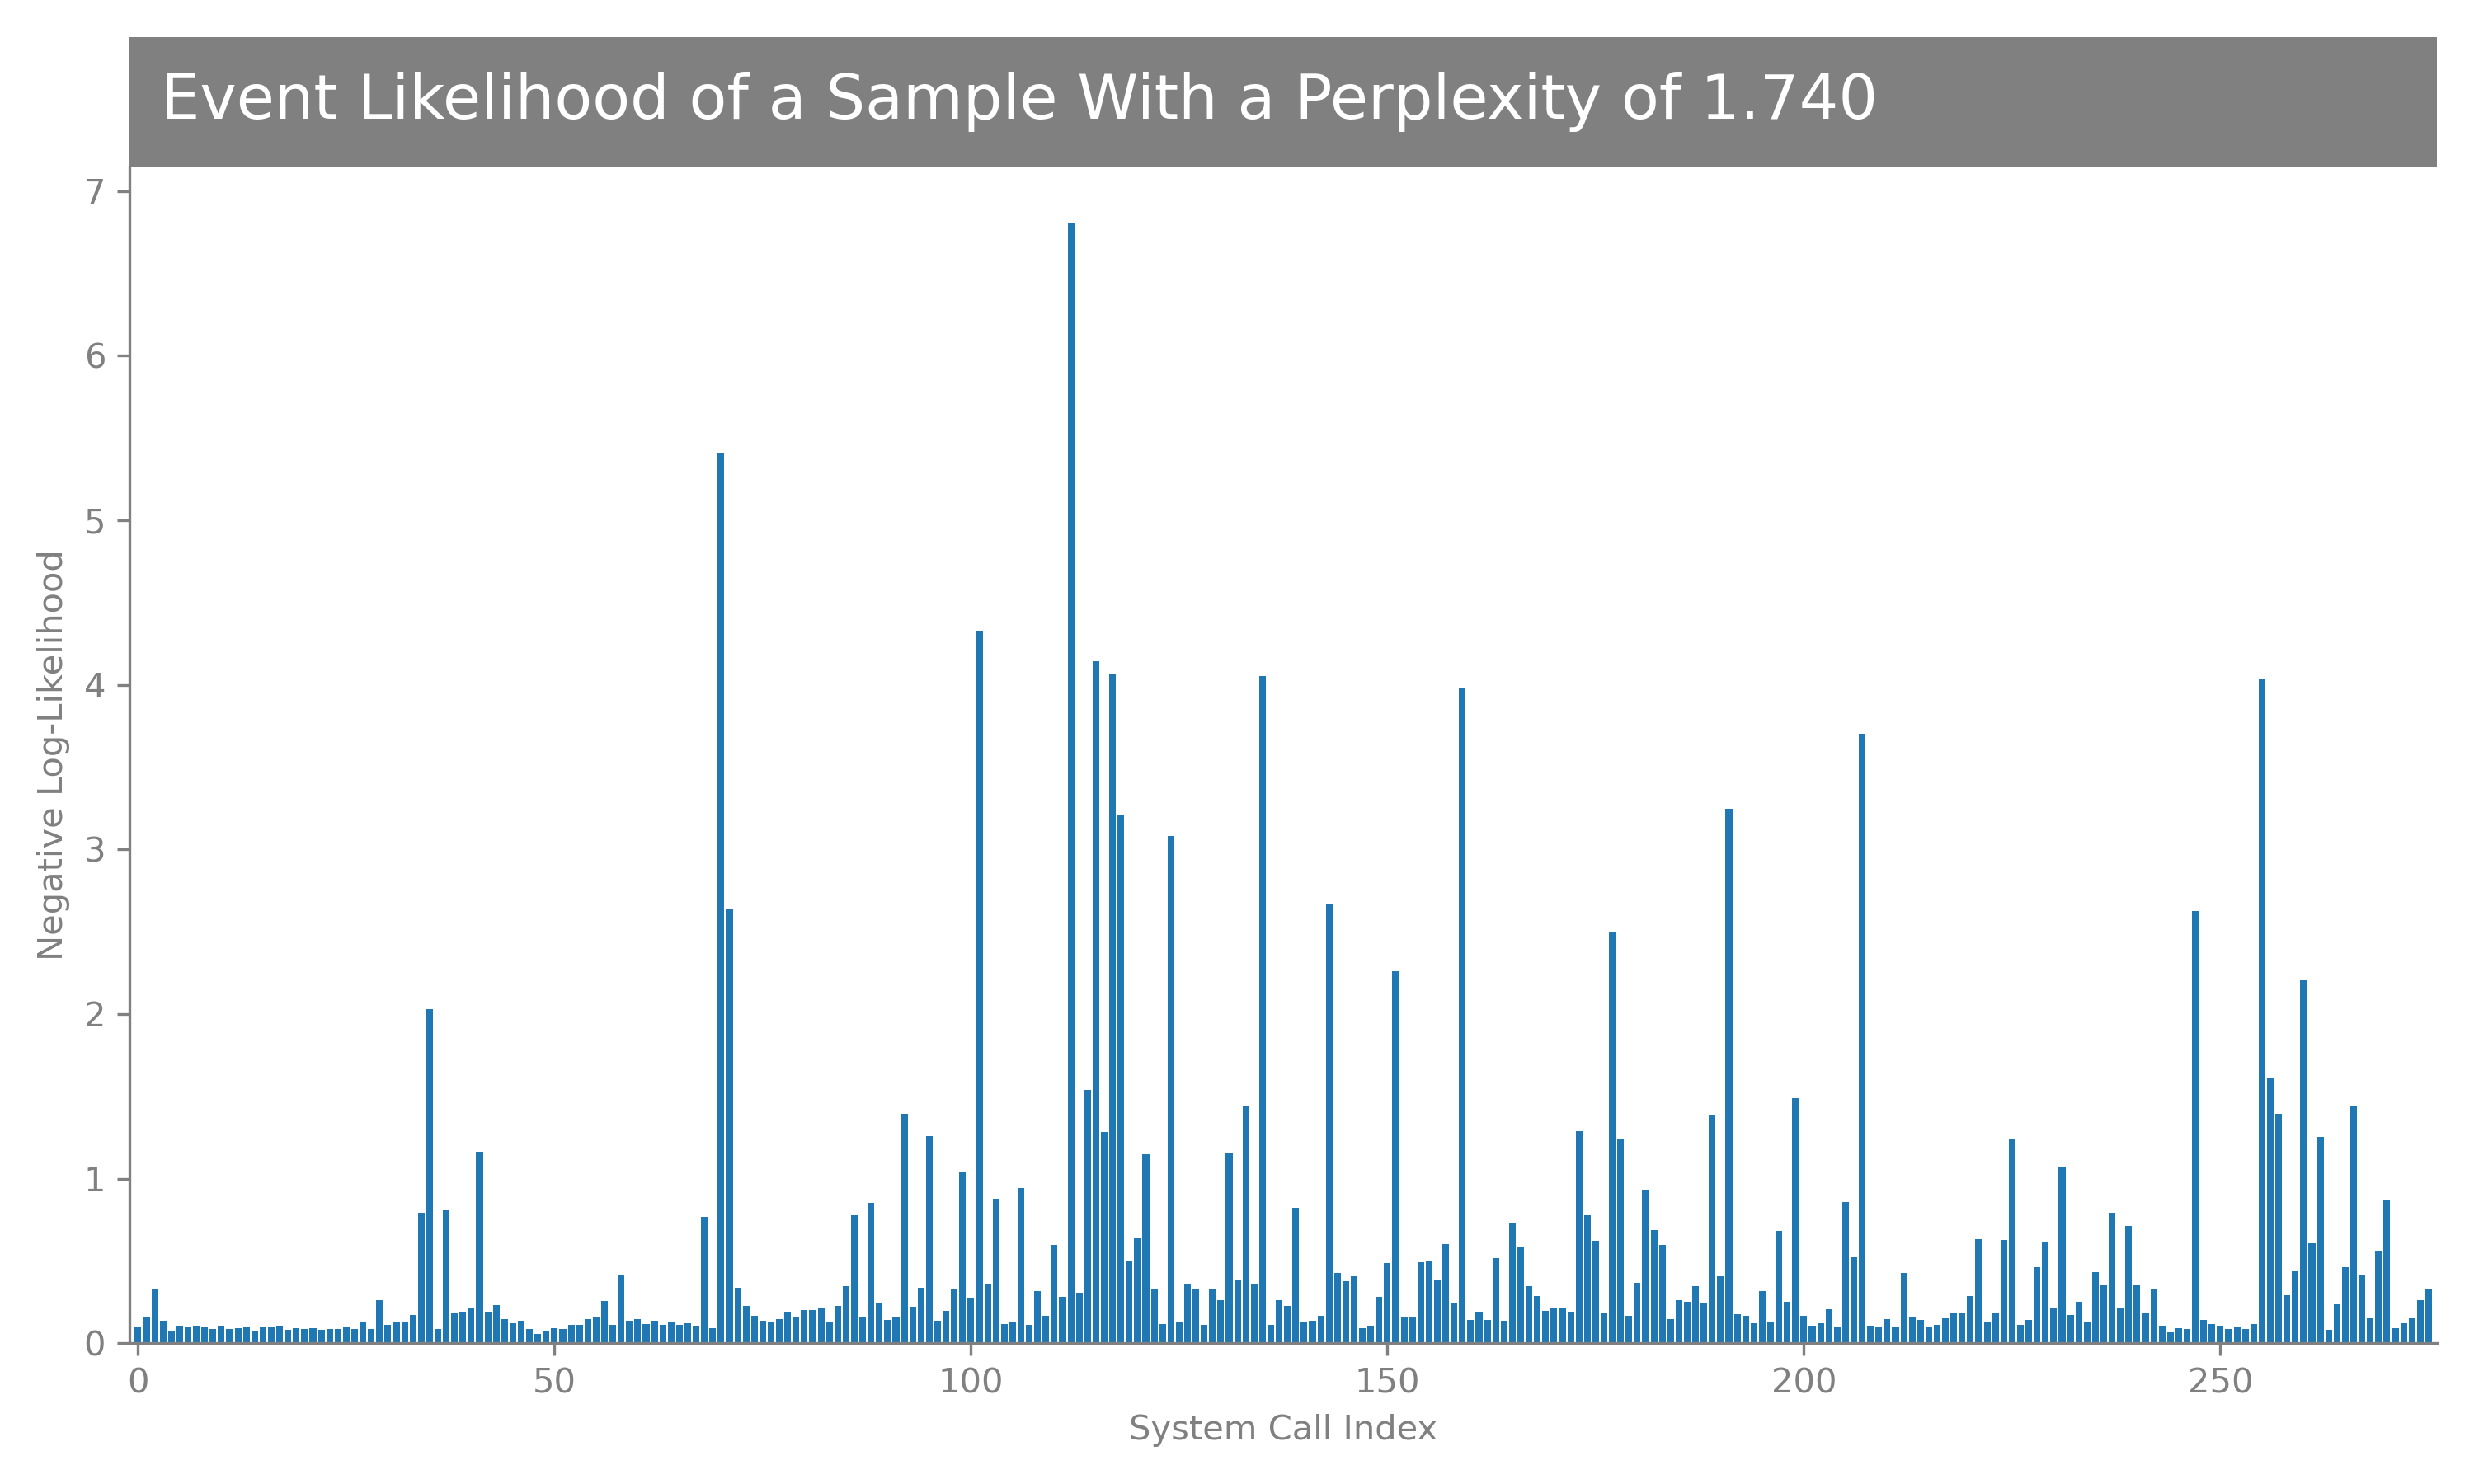 Event Likelihood of a Sample With a Perplexity of 1.740
7
6
5
4
3
2
1
0
Negative Log-Likelihood
0 50 100 150 200 250
System Call Index